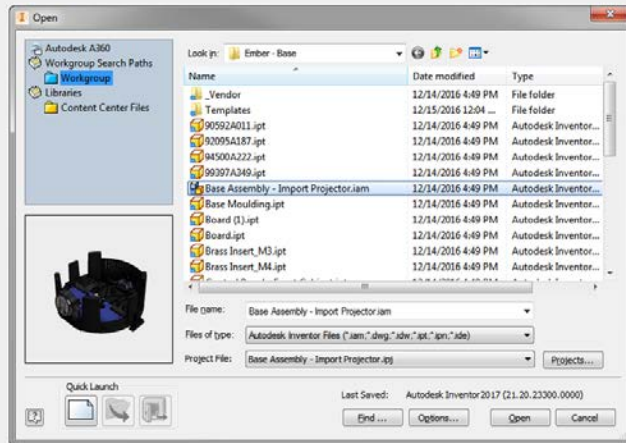 Open
Autodesk A360
Workgroup Search Paths
Workgroup
Libraries
Content Center Files
Look in: Ember - Base
Name Date modified Type
_Vendor 12/14/2016 4:49 PM File folder
Templates 12/15/2016 12:04 ... File folder
90592A011.ipt 12/14/2016 4:49 PM Autodesk Inventor...
92095A187.ipt 12/14/2016 4:49 PM Autodesk Inventor...
94500A222.ipt 12/14/2016 4:49 PM Autodesk Inventor...
99397A349.ipt 12/14/2016 4:49 PM Autodesk Inventor...
Base Assembly - Import Projector.iam 12/14/2016 4:49 PM Autodesk Inventor...
Base Moulding.ipt 12/14/2016 4:49 PM Autodesk Inventor...
Board (1).ipt 12/14/2016 4:49 PM Autodesk Inventor...
Board.ipt 12/14/2016 4:49 PM Autodesk Inventor...
Brass Insert_M3.ipt 12/14/2016 4:49 PM Autodesk Inventor...
Brass Insert_M4.ipt 12/14/2016 4:49 PM Autodesk Inventor...
File name: Base Assembly - Import Projector.iam
Files of type: Autodesk Inventor Files (*.iam;*.dwg;*.idw;*.ipt;*.ipn;*.ide)
Project File: Base Assembly - Import Projector.ipj Projects...
Quick Launch
Last Saved: Autodesk Inventor 2017 (21.20.23300.0000)
Find ... Options... Open Cancel